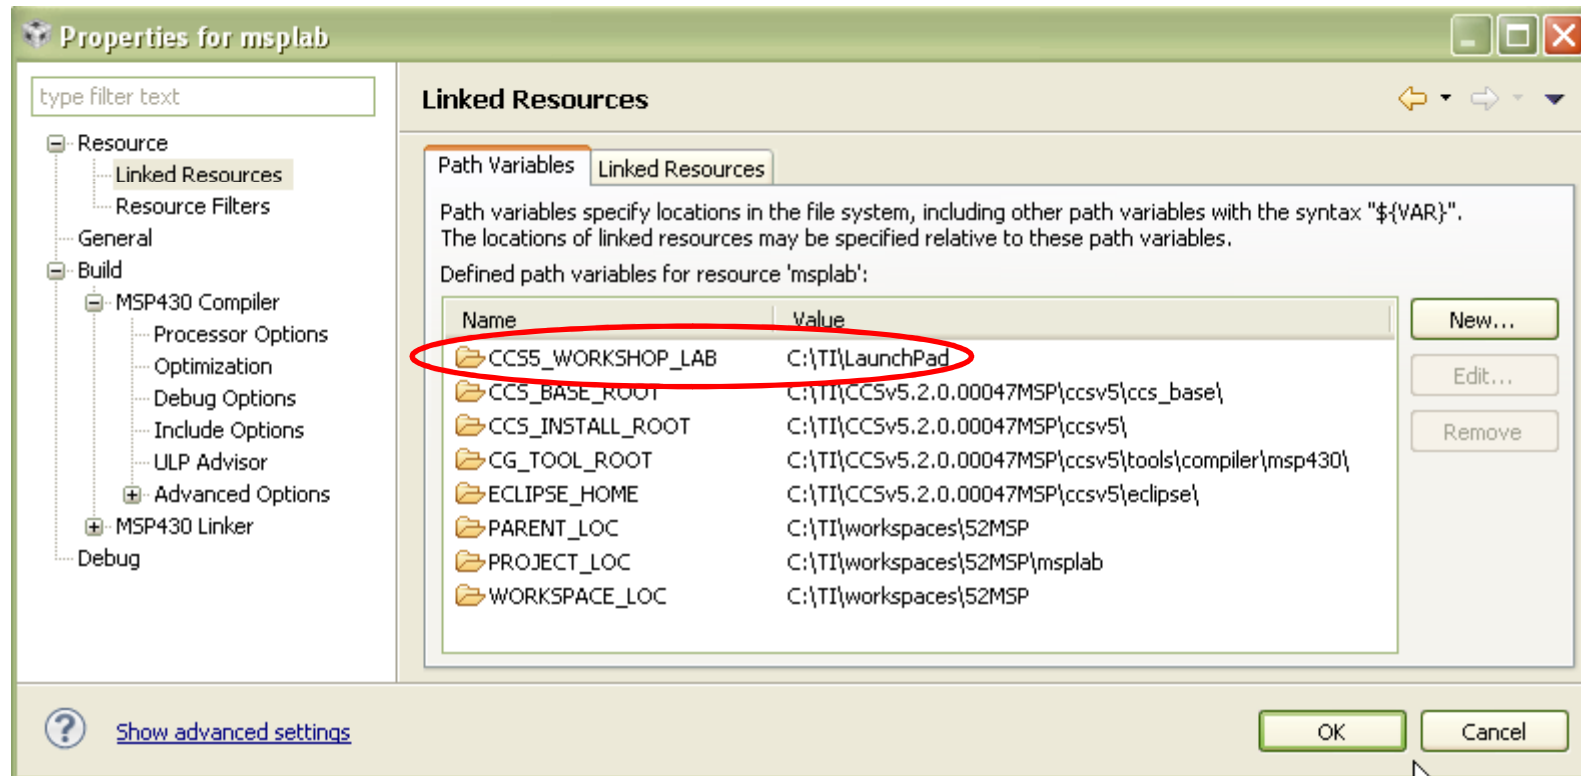 Properties for msplab
type filter text
Linked Resources
Resource
Linked Resources
Resource Filters
General
Build
MSP430 Compiler
Processor Options
Optimization
Debug Options
Include Options
ULP Advisor
Advanced Options
MSP430 Linker
Debug
Path Variables Linked Resources
Path variables specify locations in the file system, including other path variables with the syntax "${VAR}".
The locations of linked resources may be specified relative to these path variables.
Defined path variables for resource 'msplab':
Name Value
CCS5_WORKSHOP_LAB C:\TI\LaunchPad
CCS_BASE_ROOT C:\TI\CCSv5.2.0.00047MSP\ccsv5\ccs_base\
CCS_INSTALL_ROOT C:\TI\CCSv5.2.0.00047MSP\ccsv5\
CG_TOOL_ROOT C:\TI\CCSv5.2.0.00047MSP\ccsv5\tools\compiler\msp430\
ECLIPSE_HOME C:\TI\CCSv5.2.0.00047MSP\ccsv5\eclipse\
PARENT_LOC C:\TI\workspaces\52MSP
PROJECT_LOC C:\TI\workspaces\52MSP\msplab
WORKSPACE_LOC C:\TI\workspaces\52MSP
New...
Edit...
Remove
Show advanced settings
OK Cancel